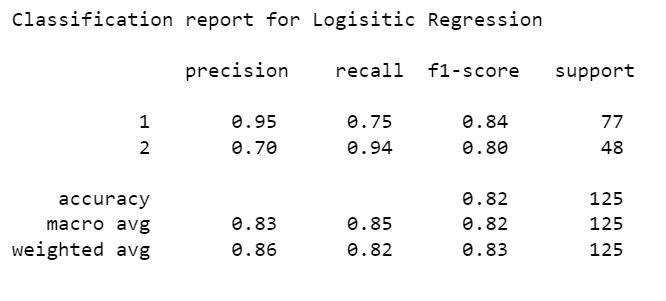 Classification report for Logisitic Regression
precision recall f1-score support
1 0.95 0.75 0.84 77
2 0.70 0.94 0.80 48
accuracy 0.82 125
macro avg 0.83 0.85 0.82 125
weighted avg 0.86 0.82 0.83 125